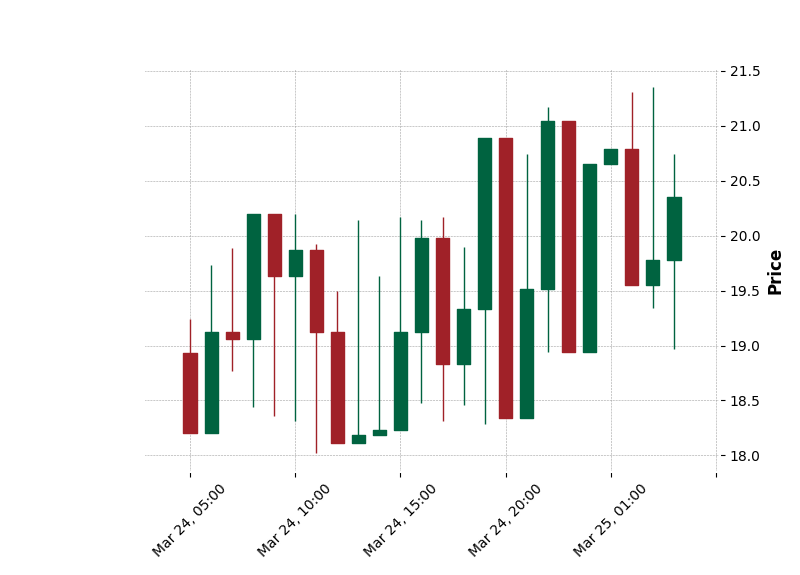 21.5
21.0
20.5
20.0
19.5
19.0
18.5
18.0
Price
Mar 24, 05:00
Mar 24, 10:00
Mar 24, 15:00
Mar 24, 20:00
Mar 25, 01:00